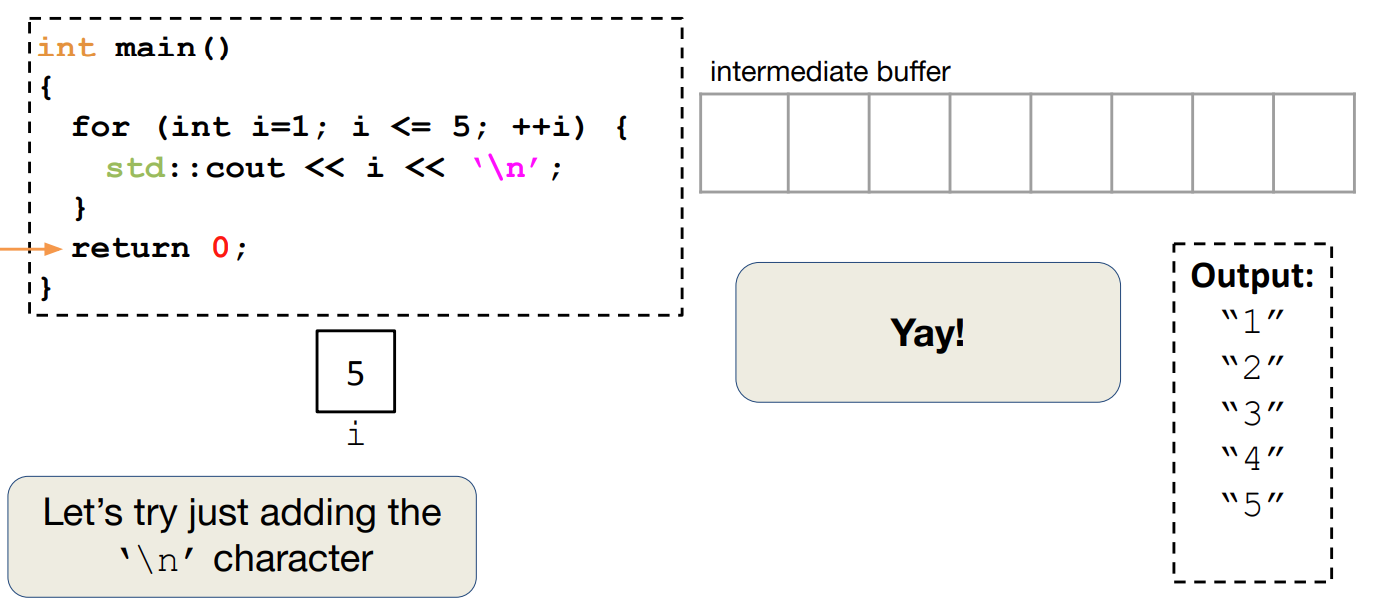 int main()
{
for (int i=1; i <= 5; ++i) {
std::cout << i << ‘\n’;
}
return 0;
}
intermediate buffer
Yay!
Output:
“1”
“2”
“3”
“4”
“5”
5
i
Let’s try just adding the
‘\n’ character